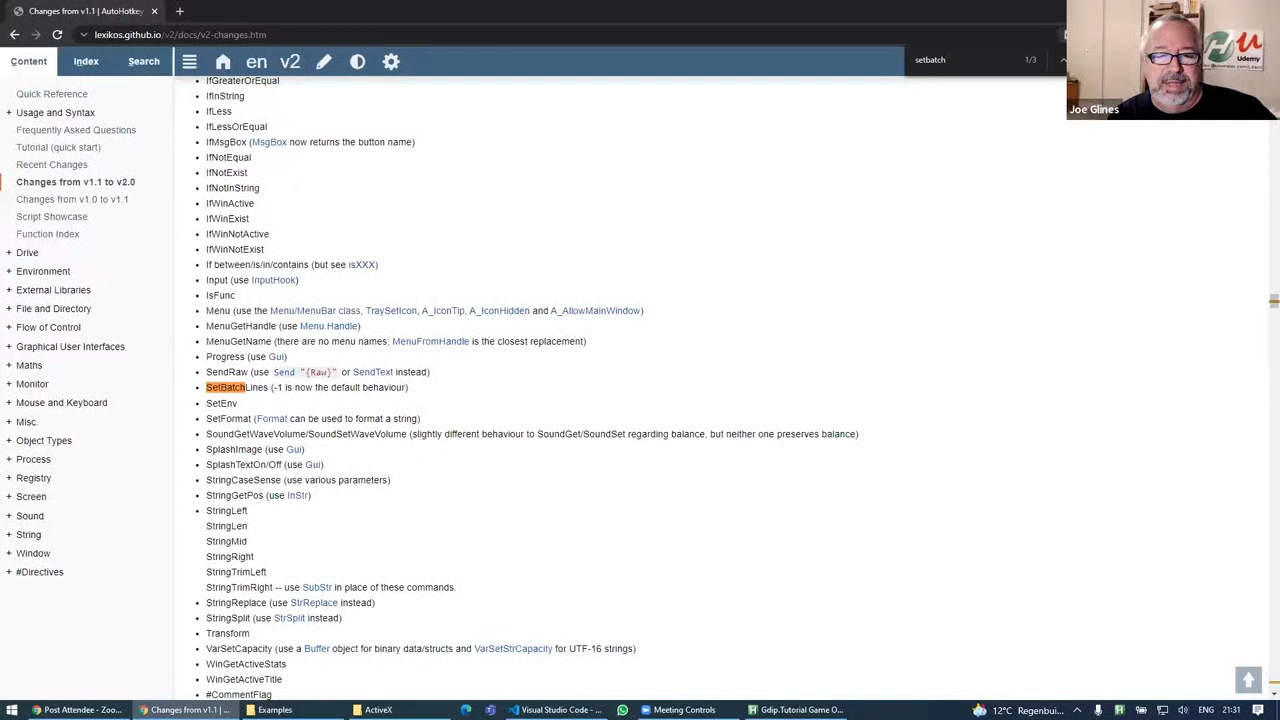 Changes from v1.1 | AutoHotkey
lexikos.github.io/v2/docs/v2-changes.htm
Content
Index
Search
en
v2
setbatch
1/3
Joe Glines
HU
Udemy
Quick Reference
Usage and Syntax
Frequently Asked Questions
Tutorial (quick start)
Recent Changes
Changes from v1.1 to v2.0
Changes from v1.0 to v1.1
Script Showcase
Function Index
Drive
Environment
External Libraries
File and Directory
Flow of Control
Graphical User Interfaces
Maths
Monitor
Mouse and Keyboard
Misc.
Object Types
Process
Registry
Screen
Sound
String
Window
#Directives
IfGreaterOrEqual
IfInString
IfLess
IfLessOrEqual
IfMsgBox (MsgBox now returns the button name)
IfNotEqual
IfNotExist
IfNotInString
IfWinActive
IfWinExist
IfWinNotActive
IfWinNotExist
If between/is/in/contains (but see isXXX)
Input (use InputHook)
IsFunc
Menu (use the Menu/MenuBar class, TraySetIcon, A_IconTip, A_IconHidden and A_AllowMainWindow)
MenuGetHandle (use Menu.Handle)
MenuGetName (there are no menu names; MenuFromHandle is the closest replacement)
Progress (use Gui)
SendRaw (use Send "{Raw}" or SendText instead)
SetBatchLines (-1 is now the default behaviour)
SetEnv
SetFormat (Format can be used to format a string)
SoundGetWaveVolume/SoundSetWaveVolume (slightly different behaviour to SoundGet/SoundSet regarding balance, but neither one preserves balance)
SplashImage (use Gui)
SplashTextOn/Off (use Gui)
StringCaseSense (use various parameters)
StringGetPos (use InStr)
StringLeft
StringLen
StringMid
StringRight
StringTrimLeft
StringTrimRight -- use SubStr in place of these commands.
StringReplace (use StrReplace instead)
StringSplit (use StrSplit instead)
Transform
VarSetCapacity (use a Buffer object for binary data/structs and VarSetStrCapacity for UTF-16 strings)
WinGetActiveStats
WinGetActiveTitle
#CommentFlag
Post Attendee - Zoo...
Changes from v1.1 | ...
Examples
ActiveX
Visual Studio Code - ...
Meeting Controls
Gdip.Tutorial Game O...
12°C Regenbui...
ENG
21:31